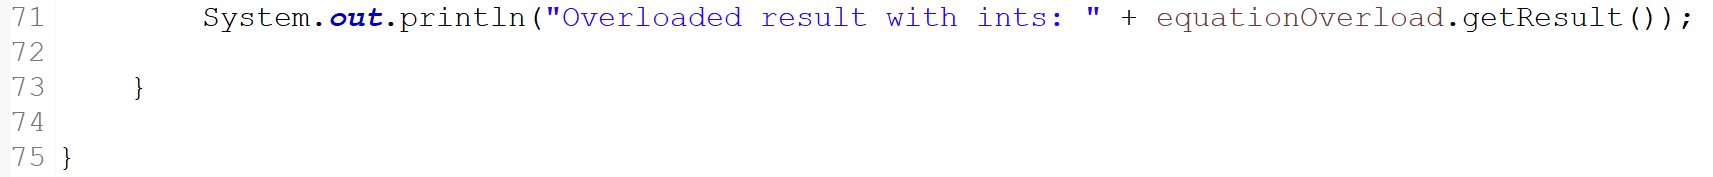 71         System.out.println("Overloaded result with ints: " + equationOverload.getResult());
72
73     }
74
75 }